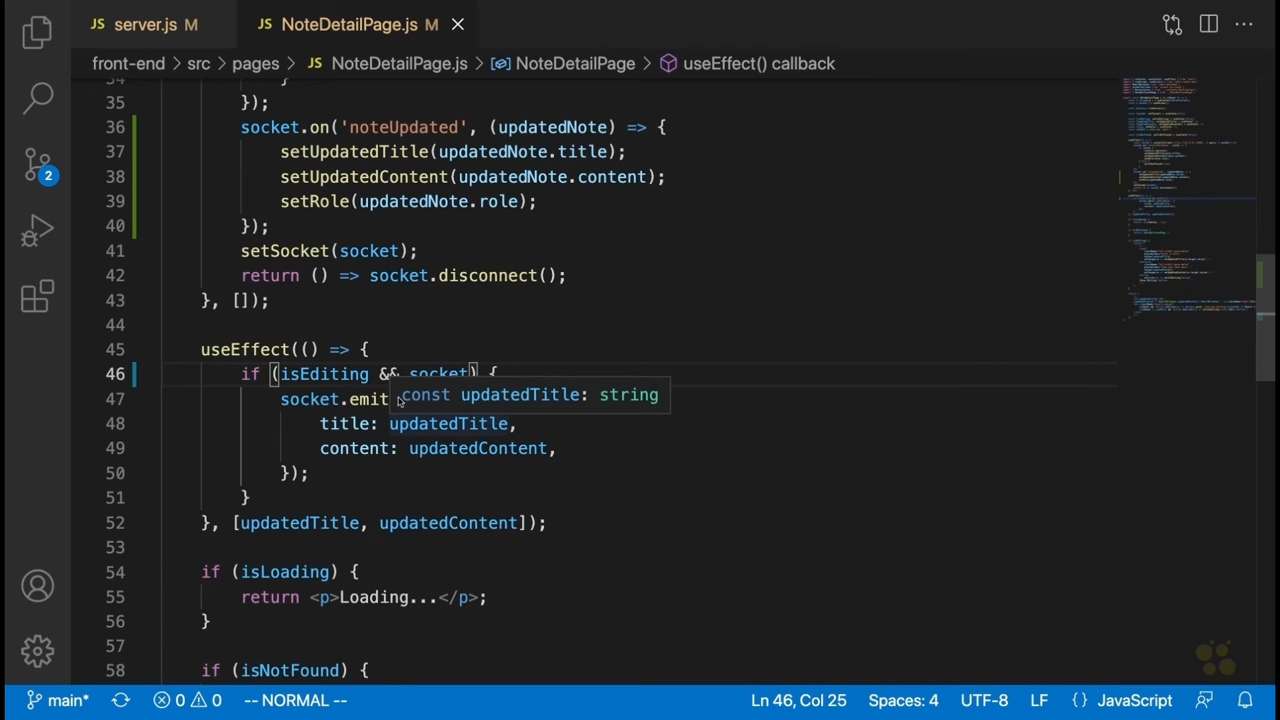 JS server.js M JS NoteDetailPage.js M
front-end > src > pages > JS NoteDetailPage.js > NoteDetailPage > useEffect() callback
34 }
35 });
36 socket.on('noteUpdat (updatedNote) => {
37 setUpdatedTitle(updatedNote.title);
38 setUpdatedContent(updatedNote.content);
39 setRole(updatedNote.role);
40 });
41 setSocket(socket);
42 return () => socket.diconnect();
43 }, []);
44
45 useEffect(() => {
46 if (isEditing && socket) {
const updatedTitle: string
47 socket.emit
48 title: updatedTitle,
49 content: updatedContent,
50 });
51 }
52 }, [updatedTitle, updatedContent]);
53
54 if (isLoading) {
55 return <p>Loading...</p>;
56 }
57
58 if (isNotFound) {
2
main* 0 0 -- NORMAL -- Ln 46, Col 25 Spaces: 4 UTF-8 LF {} JavaScript